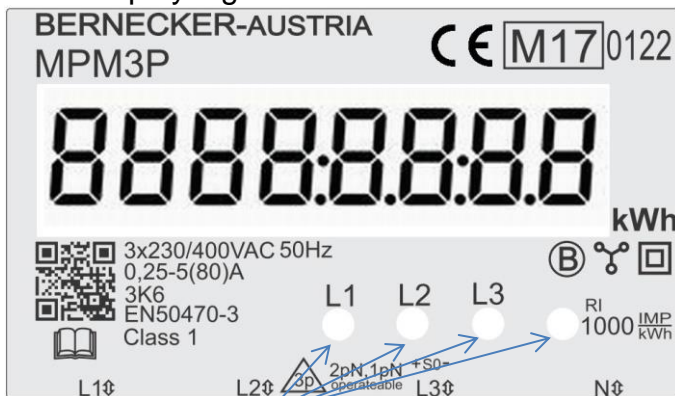 BERNECKER-AUSTRIA
MPM3P
CE M17 0122
8888:8.8:8.8
kWh
3x230/400VAC 50Hz
0,25-5(80)A
3K6
EN50470-3
Class 1
B
L1 L2 L3
RI
1000 IMP/kWh
3p 2pN,1pN +S0-
operateable
L1⇕ L2⇕ L3⇕ N⇕